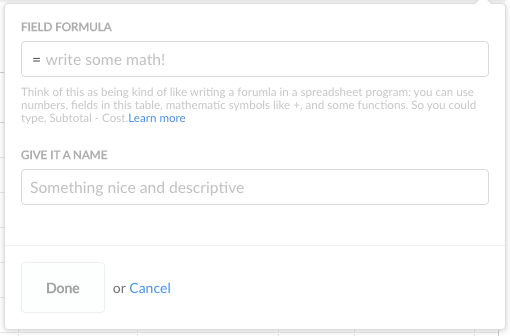 FIELD FORMULA
= write some math!
Think of this as being kind of like writing a forumla in a spreadsheet program: you can use
numbers, fields in this table, mathematic symbols like +, and some functions. So you could
type, Subtotal - Cost.Learn more
GIVE IT A NAME
Something nice and descriptive
Done or Cancel